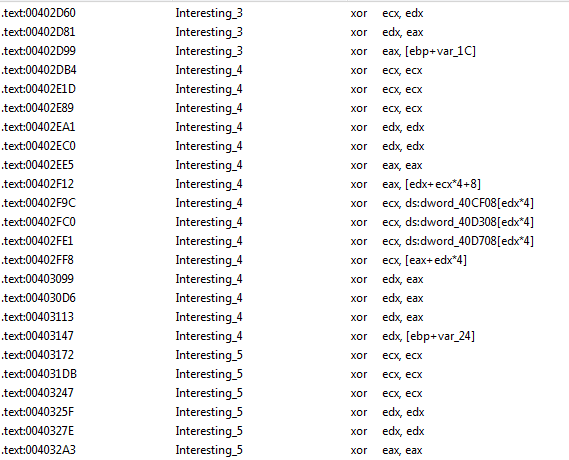 .text:00402D60 Interesting_3 xor ecx, edx
.text:00402D81 Interesting_3 xor edx, eax
.text:00402D99 Interesting_3 xor eax, [ebp+var_1C]
.text:00402DB4 Interesting_4 xor ecx, ecx
.text:00402E1D Interesting_4 xor ecx, ecx
.text:00402E89 Interesting_4 xor ecx, ecx
.text:00402EA1 Interesting_4 xor edx, edx
.text:00402EC0 Interesting_4 xor edx, edx
.text:00402EE5 Interesting_4 xor eax, eax
.text:00402F12 Interesting_4 xor eax, [edx+ecx*4+8]
.text:00402F9C Interesting_4 xor ecx, ds:dword_40CF08[edx*4]
.text:00402FC0 Interesting_4 xor ecx, ds:dword_40D308[edx*4]
.text:00402FE1 Interesting_4 xor ecx, ds:dword_40D708[edx*4]
.text:00402FF8 Interesting_4 xor ecx, [eax+edx*4]
.text:00403099 Interesting_4 xor edx, eax
.text:004030D6 Interesting_4 xor edx, eax
.text:00403113 Interesting_4 xor edx, eax
.text:00403147 Interesting_4 xor edx, [ebp+var_24]
.text:00403172 Interesting_5 xor ecx, ecx
.text:004031DB Interesting_5 xor ecx, ecx
.text:00403247 Interesting_5 xor ecx, ecx
.text:0040325F Interesting_5 xor edx, edx
.text:0040327E Interesting_5 xor edx, edx
.text:004032A3 Interesting_5 xor eax, eax